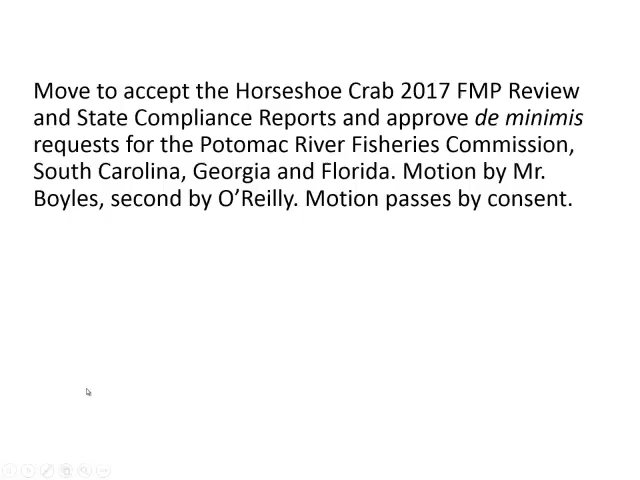 Move to accept the Horseshoe Crab 2017 FMP Review
and State Compliance Reports and approve de minimis
requests for the Potomac River Fisheries Commission,
South Carolina, Georgia and Florida. Motion by Mr.
Boyles, second by O’Reilly. Motion passes by consent.